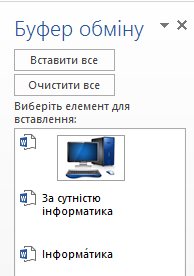 Буфер обміну
Вставити все
Очистити все
Виберіть елемент для
вставлення:
За сутністю
інформатика
Інформа́тика